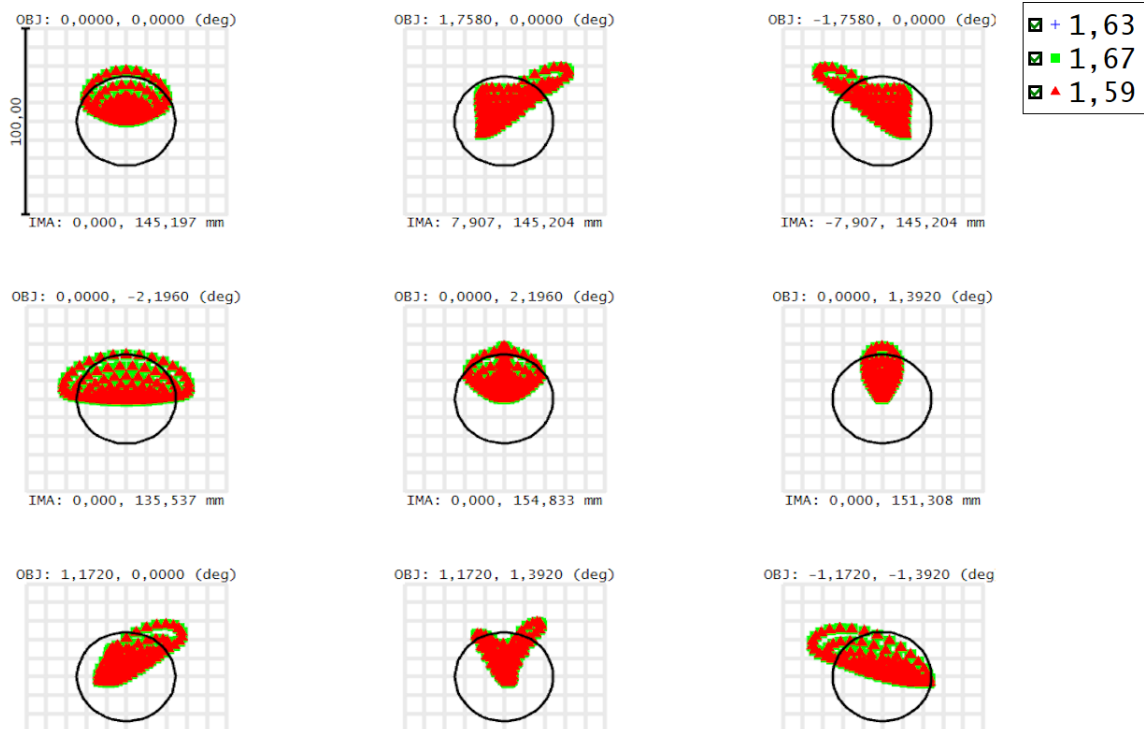 OBJ: 0,0000, 0,0000 (deg)
OBJ: 1,7580, 0,0000 (deg)
OBJ: -1,7580, 0,0000 (deg)
+ 1,63
1,67
1,59
100,00
IMA: 0,000, 145,197 mm
IMA: 7,907, 145,204 mm
IMA: -7,907, 145,204 mm
OBJ: 0,0000, -2,1960 (deg)
OBJ: 0,0000, 2,1960 (deg)
OBJ: 0,0000, 1,3920 (deg)
IMA: 0,000, 135,537 mm
IMA: 0,000, 154,833 mm
IMA: 0,000, 151,308 mm
OBJ: 1,1720, 0,0000 (deg)
OBJ: 1,1720, 1,3920 (deg)
OBJ: -1,1720, -1,3920 (deg